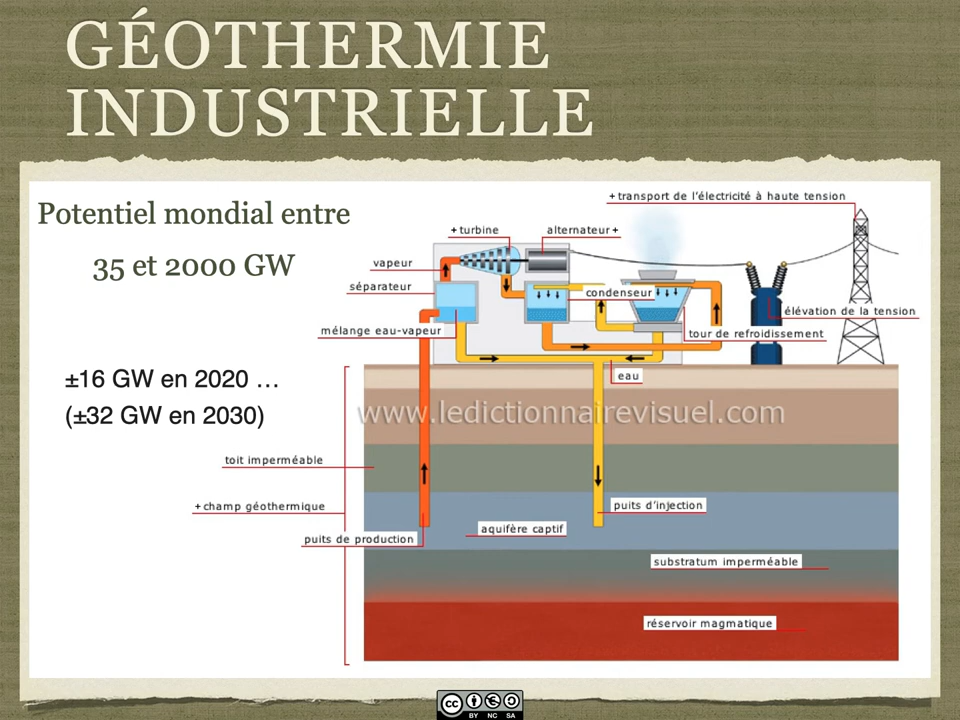 GÉOTHERMIE
INDUSTRIELLE
Potentiel mondial entre
35 et 2000 GW
±16 GW en 2020 …
(±32 GW en 2030)
+ transport de l'électricité à haute tension
+ turbine
alternateur +
vapeur
séparateur
condenseur
élévation de la tension
mélange eau-vapeur
tour de refroidissement
eau
www.ledictionnairevisuel.com
toit imperméable
+ champ géothermique
puits d'injection
aquifère captif
puits de production
substratum imperméable
réservoir magmatique
cc
BY NC SA